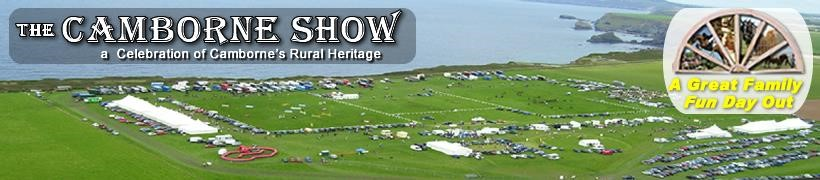 THE CAMBORNE SHOW
a Celebration of Camborne's Rural Heritage
A Great Family
Fun Day Out